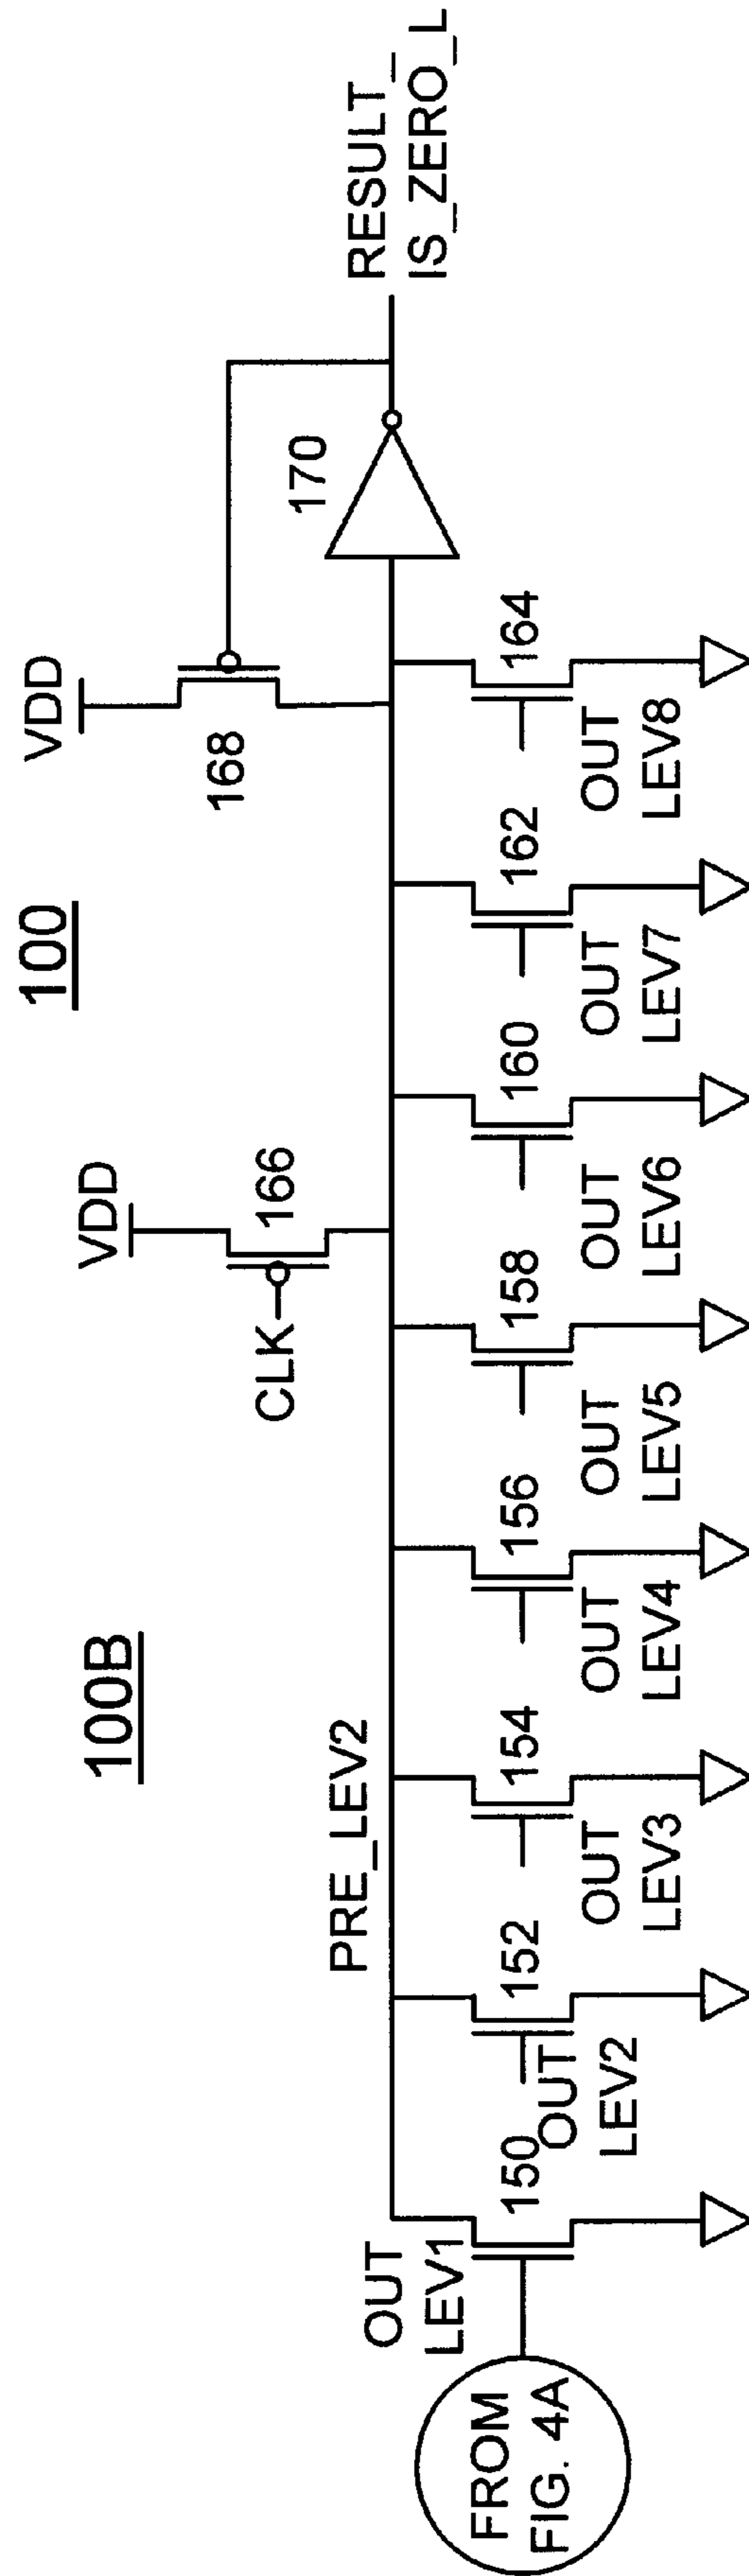 100
100B
VDD
VDD
166
168
CLK
170
RESULT_
IS_ZERO_L
PRE_LEV2
OUT
LEV1
FROM
FIG. 4A
150
152
154
156
158
160
162
164
OUT
LEV2
OUT
LEV3
OUT
LEV4
OUT
LEV5
OUT
LEV6
OUT
LEV7
OUT
LEV8